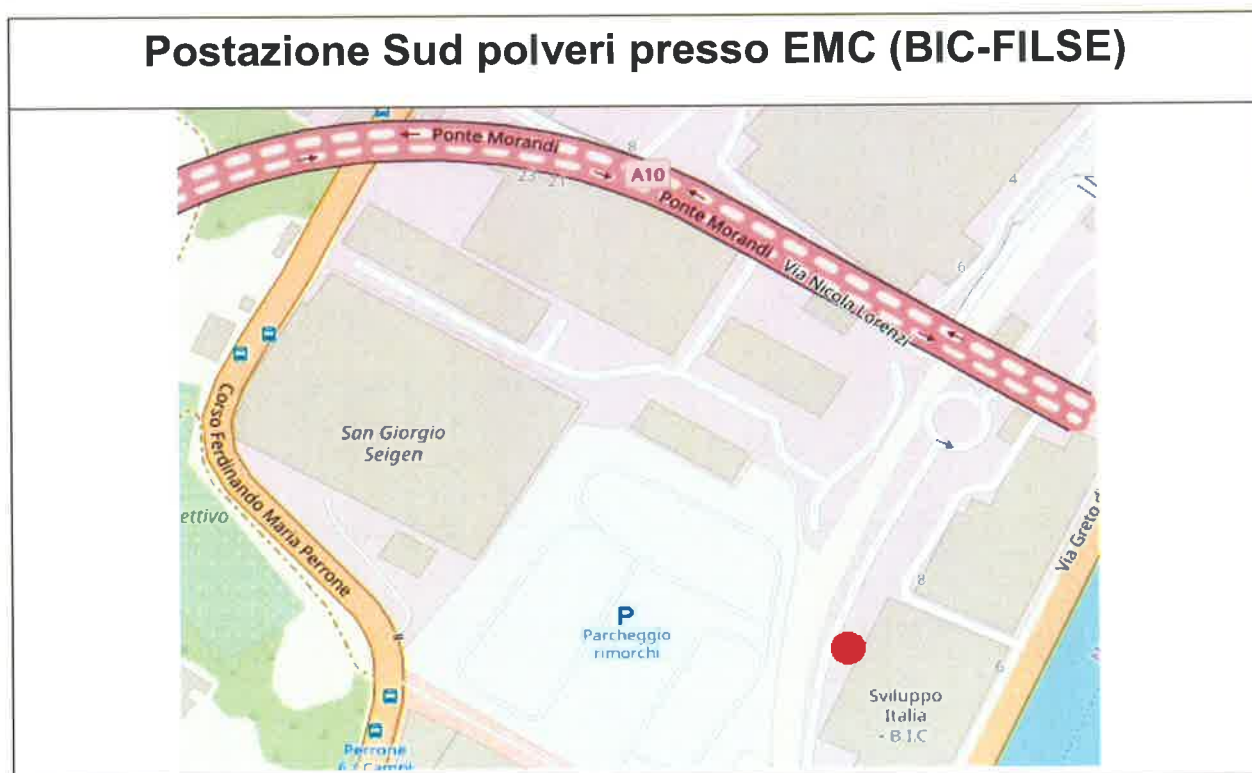 Postazione Sud polveri presso EMC (BIC-FILSE)
Ponte Morandi
8
A10
23 21
4
Ponte Morandi
Via Nicola Lorenzi
6
San Giorgio
Seigen
Corso Ferdinando Maria Perrone
ettivo
Via Greto d
8
P
Parcheggio
rimorchi
6
Sviluppo
Italia
- B.I.C
Perrone